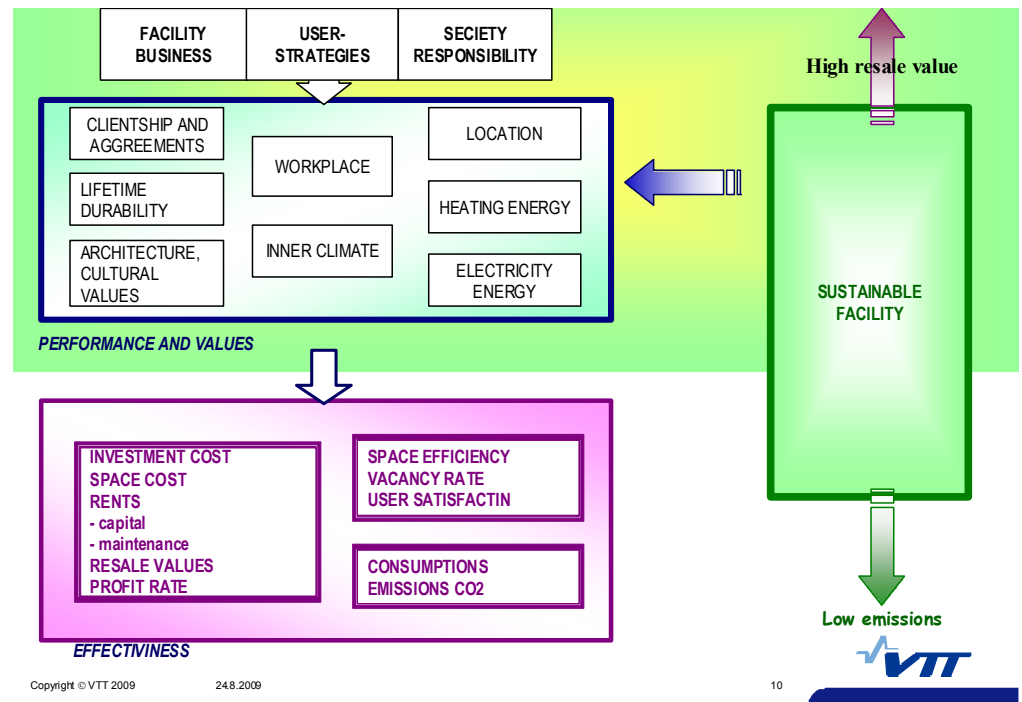 FACILITY
BUSINESS
USER-
STRATEGIES
SECIETY
RESPONSIBILITY
High resale value
CLIENTSHIP AND
AGGREEMENTS
LIFETIME
DURABILITY
ARCHITECTURE,
CULTURAL
VALUES
WORKPLACE
INNER CLIMATE
LOCATION
HEATING ENERGY
ELECTRICITY
ENERGY
PERFORMANCE AND VALUES
SUSTAINABLE
FACILITY
INVESTMENT COST
SPACE COST
RENTS
- capital
- maintenance
RESALE VALUES
PROFIT RATE
SPACE EFFICIENCY
VACANCY RATE
USER SATISFACTIN
CONSUMPTIONS
EMISSIONS CO2
EFFECTIVINESS
Low emissions
VTT
Copyright © VTT 2009
24.8.2009
10